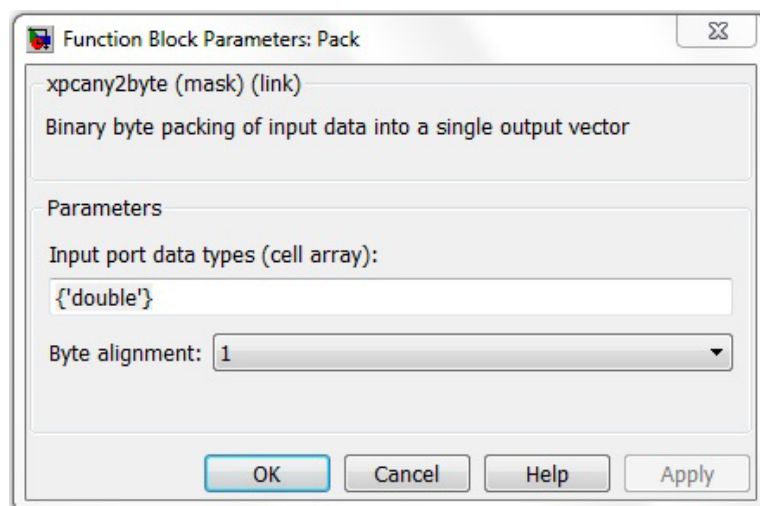 Function Block Parameters: Pack
xpcany2byte (mask) (link)
Binary byte packing of input data into a single output vector
Parameters
Input port data types (cell array):
{'double'}
Byte alignment: 1
OK Cancel Help Apply